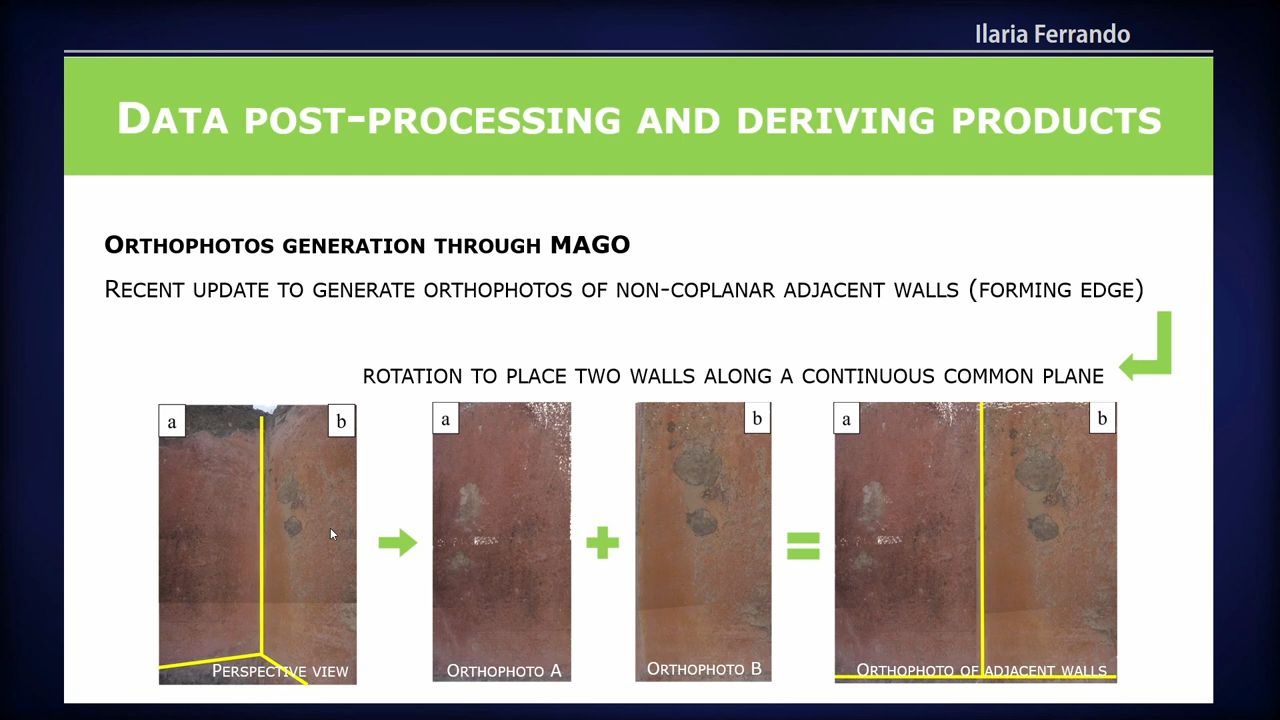 Ilaria Ferrando
Data post-processing and deriving products
Orthophotos generation through MAGO
Recent update to generate orthophotos of non-coplanar adjacent walls (forming edge)
rotation to place two walls along a continuous common plane
a b a b a b
Perspective view Orthophoto A Orthophoto B Orthophoto of adjacent walls